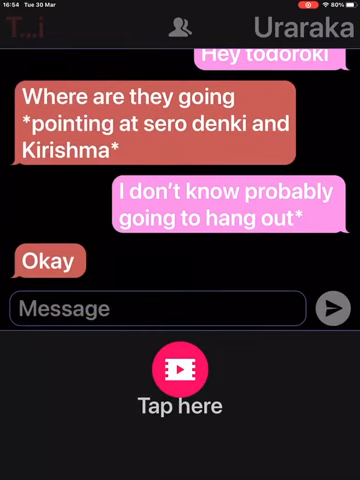 16:54 Tue 30 Mar 80%
T...i Uraraka
Hey todoroki
Where are they going
*pointing at sero denki and
Kirishma*
I don't know probably
going to hang out*
Okay
Message
Tap here